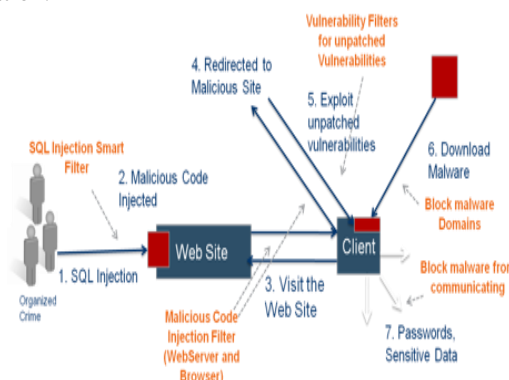 Vulnerability Filters
for unpatched
Vulnerabilities
4. Redirected to
Malicious Site
5. Exploit
unpatched
vulnerabilities
SQL Injection Smart
Filter
2. Malicious Code
Injected
6. Download
Malware
Block malware
Domains
Web Site
Client
1. SQL Injection
Organized
Crime
3. Visit the
Web Site
Block malware from
communicating
Malicious Code
Injection Filter
(WebServer and
Browser)
7. Passwords,
Sensitive Data